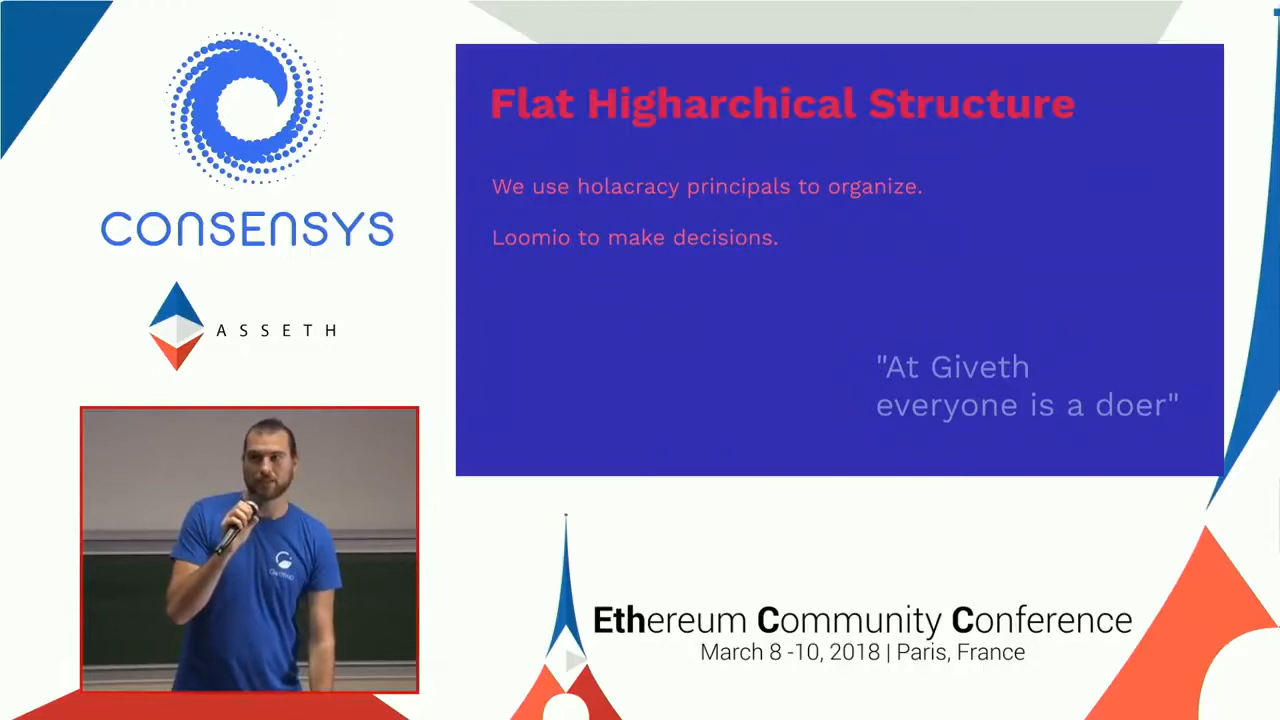 CONSENSYS
ASSETH
Flat Higharchical Structure
We use holacracy principals to organize.
Loomio to make decisions.
"At Giveth
everyone is a doer"
Ethereum Community Conference
March 8 -10, 2018 | Paris, France